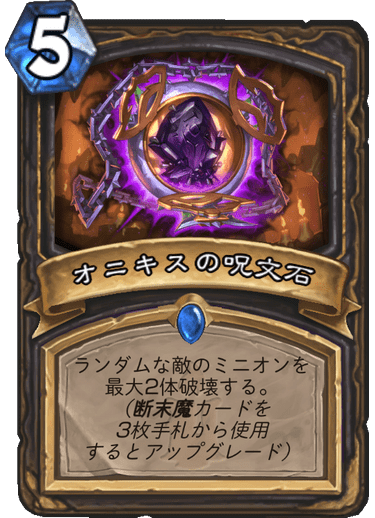 5
オニキスの呪文石
ランダムな敵のミニオンを
最大2体破壊する。
（断末魔カードを
3枚手札から使用
するとアップグレード）